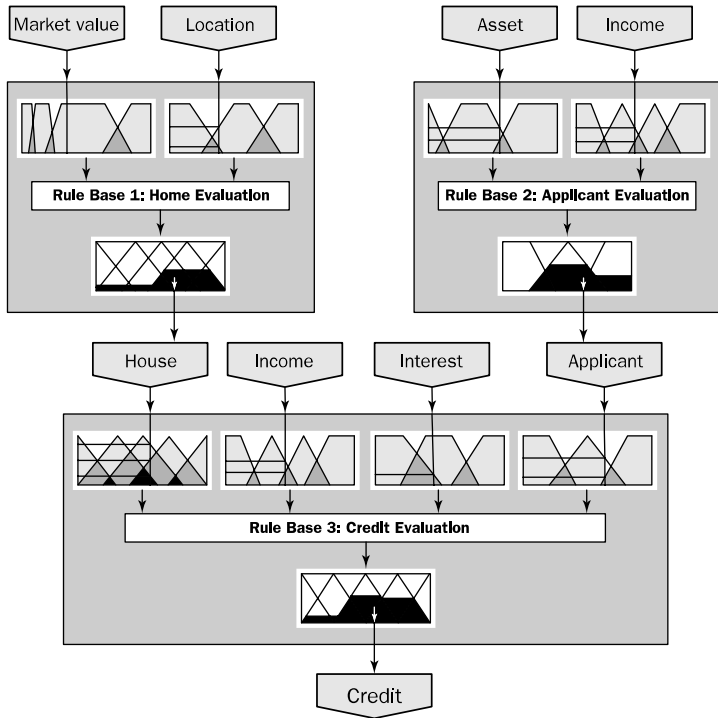 Market value
Location
Asset
Income
Rule Base 1: Home Evaluation
Rule Base 2: Applicant Evaluation
House
Income
Interest
Applicant
Rule Base 3: Credit Evaluation
Credit